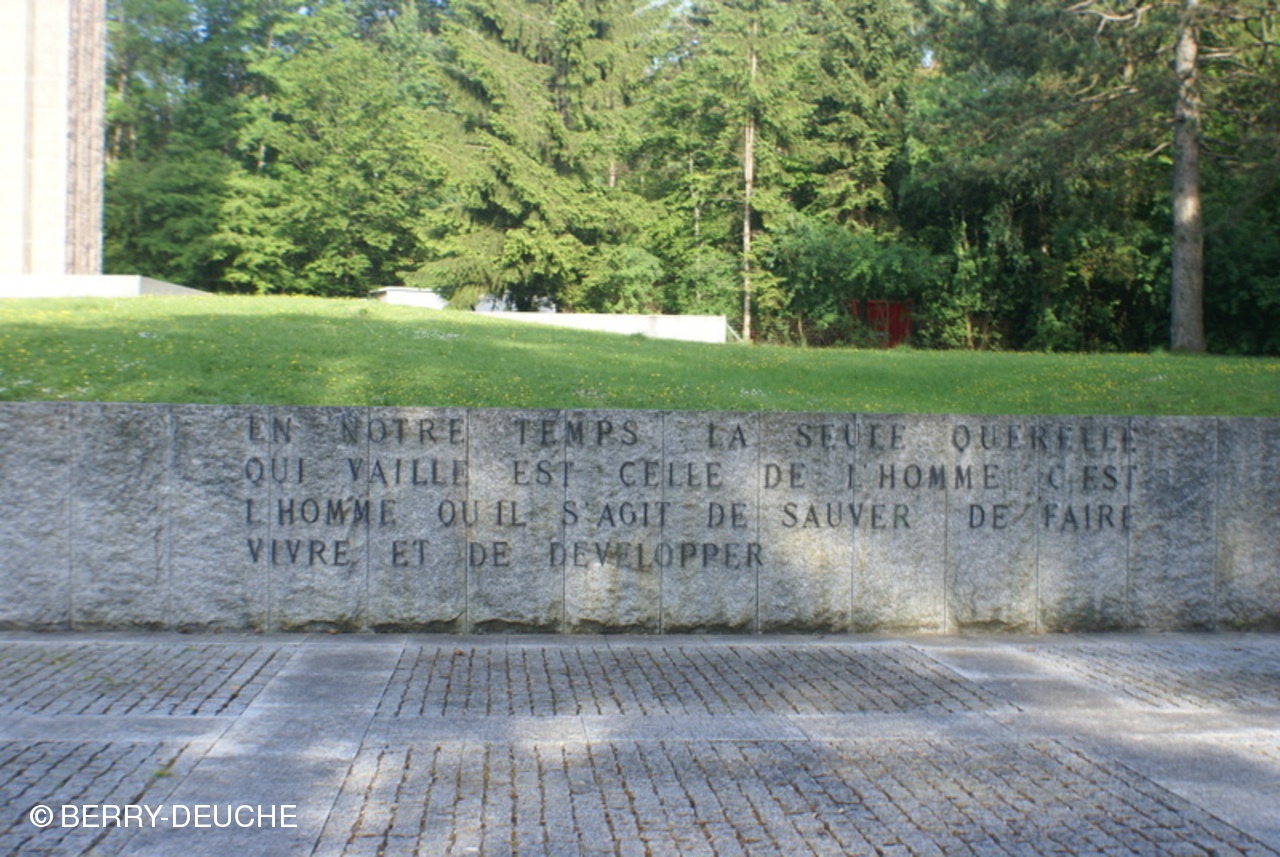 EN NOTRE TEMPS LA SEULE QUERELLE
QUI VAILLE EST CELLE DE L'HOMME C'EST
L'HOMME QU'IL S'AGIT DE SAUVER DE FAIRE
VIVRE ET DE DEVELOPPER
© BERRY-DEUCHE